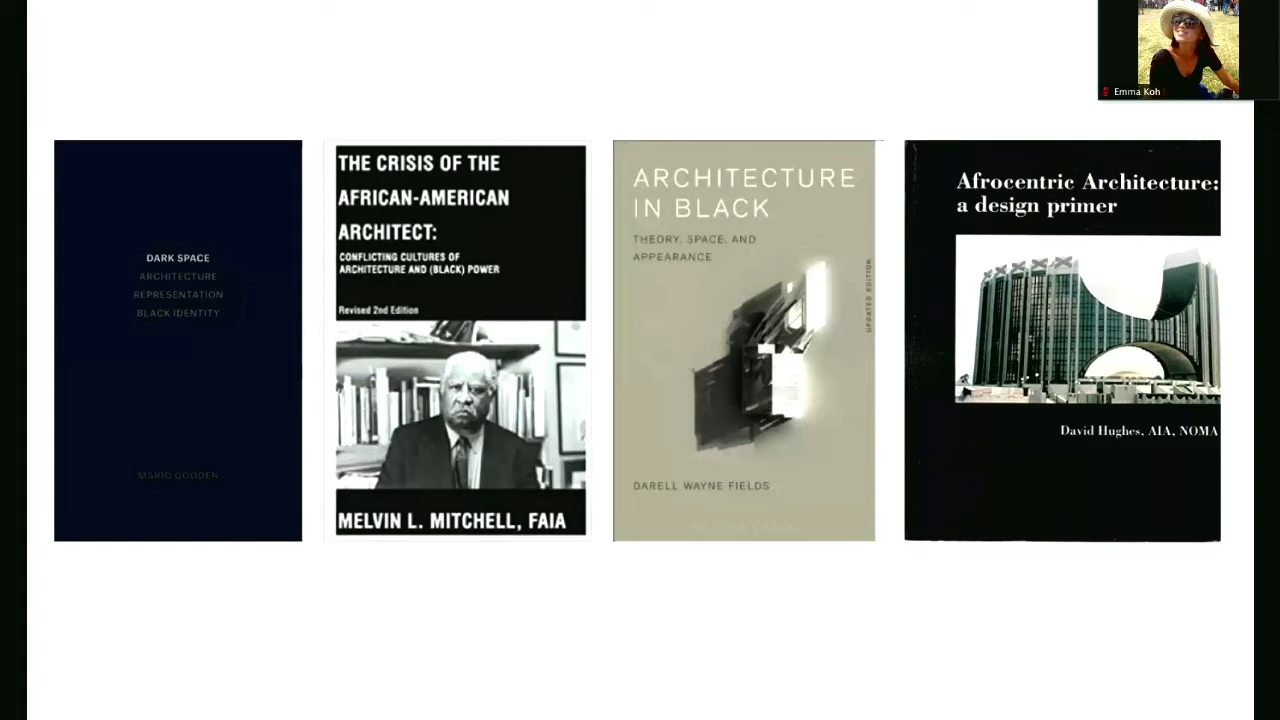 Emma Koh
DARK SPACE
ARCHITECTURE
REPRESENTATION
BLACK IDENTITY
MARIO GOODEN
THE CRISIS OF THE
AFRICAN-AMERICAN
ARCHITECT:
CONFLICTING CULTURES OF
ARCHITECTURE AND (BLACK) POWER
Revised 2nd Edition
MELVIN L. MITCHELL, FAIA
ARCHITECTURE
IN BLACK
THEORY, SPACE, AND
APPEARANCE
UPDATED EDITION
DARELL WAYNE FIELDS
Afrocentric Architecture:
a design primer
David Hughes, AIA, NOMA